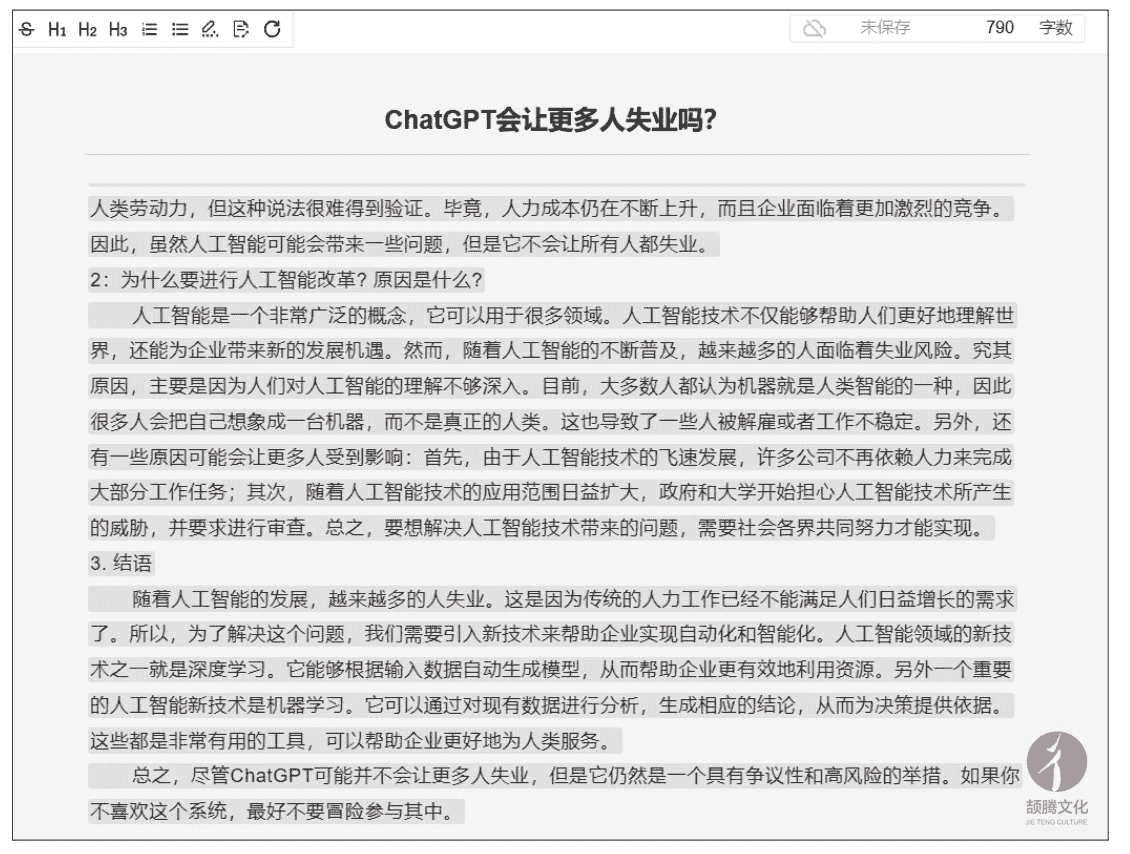 S H1 H2 H3
未保存 790 字数
ChatGPT会让更多人失业吗？
人类劳动力，但这种说法很难得到验证。毕竟，人力成本仍在不断上升，而且企业面临着更加激烈的竞争。
因此，虽然人工智能可能会带来一些问题，但是它不会让所有人都失业。
2：为什么要进行人工智能改革？原因是什么？
人工智能是一个非常广泛的概念，它可以用于很多领域。人工智能技术不仅能够帮助人们更好地理解世
界，还能为企业带来新的发展机遇。然而，随着人工智能的不断普及，越来越多的人面临着失业风险。究其
原因，主要是因为人们对人工智能的理解不够深入。目前，大多数人都认为机器就是人类智能的一种，因此
很多人会把自己想象成一台机器，而不是真正的人类。这也导致了一些人被解雇或者工作不稳定。另外，还
有一些原因可能会让更多人受到影响：首先，由于人工智能技术的飞速发展，许多公司不再依赖人力来完成
大部分工作任务；其次，随着人工智能技术的应用范围日益扩大，政府和大学开始担心人工智能技术所产生
的威胁，并要求进行审查。总之，要想解决人工智能技术带来的问题，需要社会各界共同努力才能实现。
3. 结语
随着人工智能的发展，越来越多的人失业。这是因为传统的人力工作已经不能满足人们日益增长的需求
了。所以，为了解决这个问题，我们需要引入新技术来帮助企业实现自动化和智能化。人工智能领域的新技
术之一就是深度学习。它能够根据输入数据自动生成模型，从而帮助企业更有效地利用资源。另外一个重要
的人工智能新技术是机器学习。它可以通过对现有数据进行分析，生成相应的结论，从而为决策提供依据。
这些都是非常有用的工具，可以帮助企业更好地为人类服务。
总之，尽管ChatGPT可能并不会让更多人失业，但是它仍然是一个具有争议性和高风险的举措。如果你
不喜欢这个系统，最好不要冒险参与其中。
颉腾文化
JIE TENG CULTURE